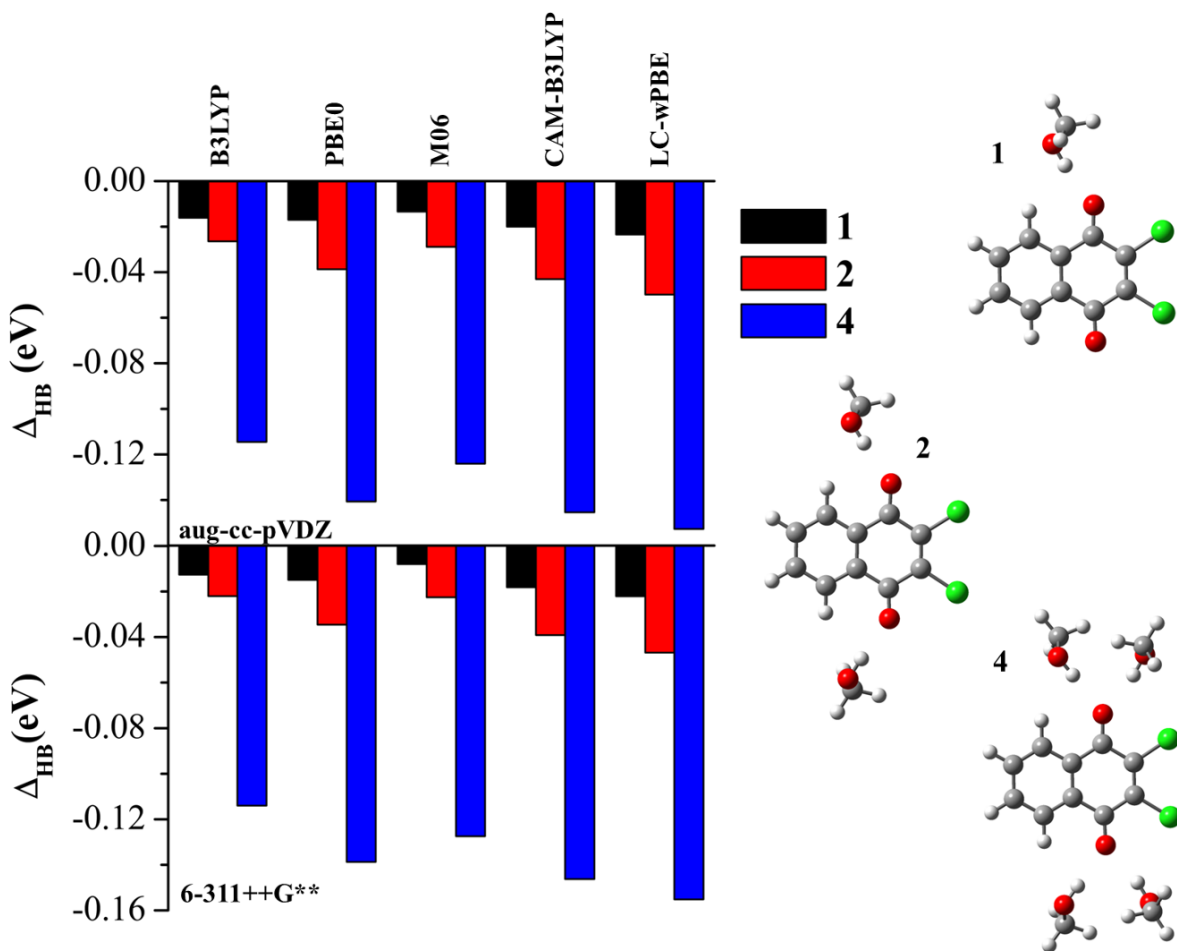 B3LYP
PBE0
M06
CAM-B3LYP
LC-wPBE
0.00
-0.04
-0.08
-0.12
Δ_HB (eV)
aug-cc-pVDZ
1
2
4
0.00
-0.04
-0.08
-0.12
-0.16
Δ_HB(eV)
6-311++G**
1
2
4